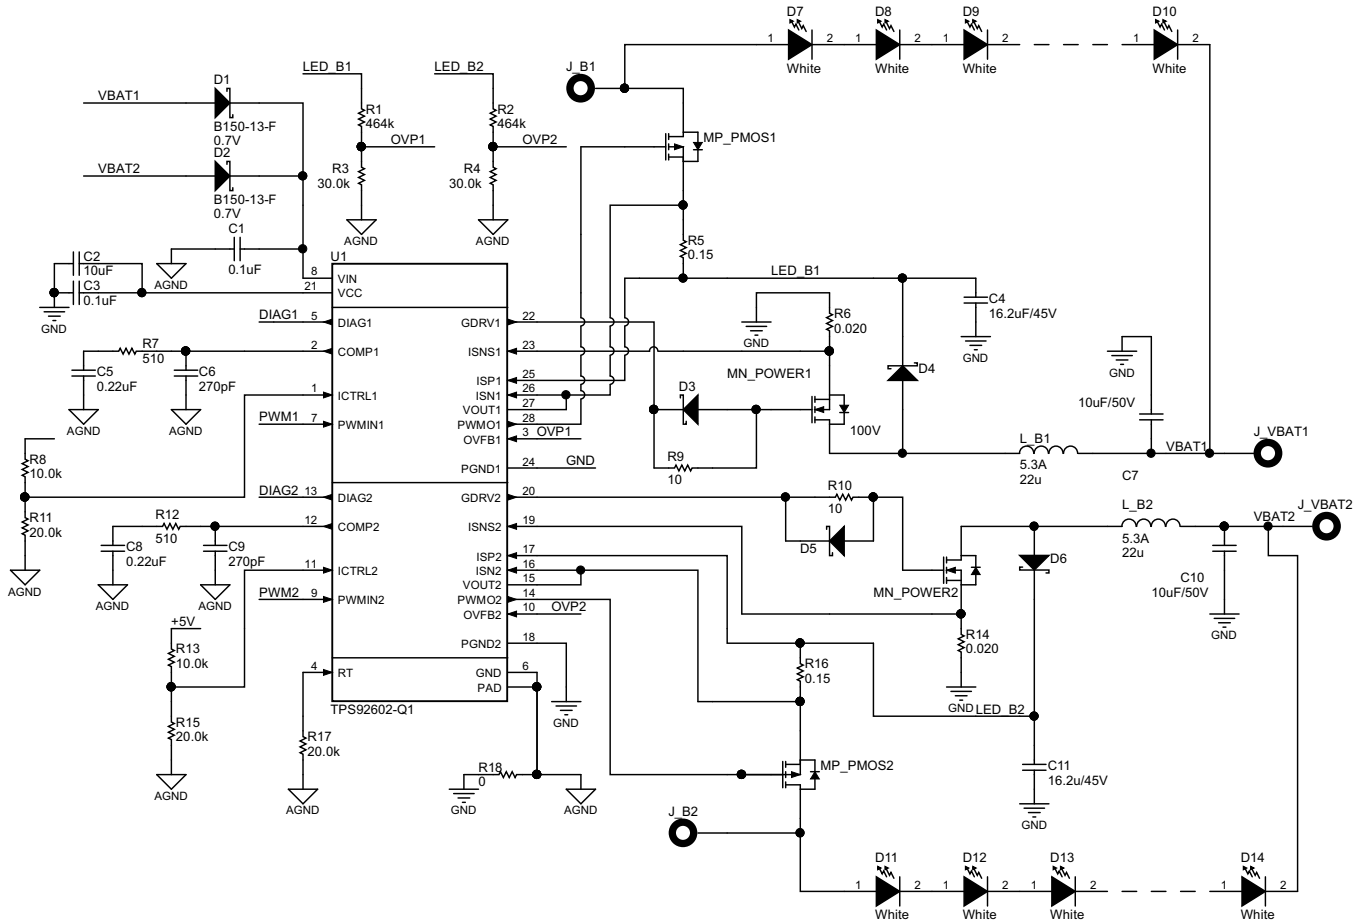 D7
D8
D9
D10
1 2 1 2 1 2 1 2
White
White
White
White
J_B1
LED_B1
LED_B2
VBAT1
D1
B150-13-F
0.7V
R1
464k
OVP1
R2
464k
OVP2
MP_PMOS1
VBAT2
D2
B150-13-F
0.7V
R3
30.0k
AGND
R4
30.0k
AGND
C1
0.1uF
AGND
R5
0.15
LED_B1
C2
10uF
C3
0.1uF
GND
U1
8 VIN
21 VCC
C4
16.2uF/45V
GND
R6
0.020
GND
DIAG1 5 DIAG1
GDRV1 22
R7
510
2 COMP1
ISNS1 23
C5
0.22uF
AGND
C6
270pF
AGND
ISP1 25
ISN1 26
VOUT1 27
PWMO1 28
OVFB1 3 OVP1
1 ICTRL1
PWM1 7 PWMIN1
D3
MN_POWER1
100V
D4
GND
10uF/50V
C7
R9
10
PGND1 24 GND
L_B1
5.3A
22u
VBAT1
J_VBAT1
R8
10.0k
R11
20.0k
AGND
DIAG2 13 DIAG2
GDRV2 20
R10
10
D5
R12
510
12 COMP2
ISNS2 19
C8
0.22uF
AGND
C9
270pF
AGND
ISP2 17
ISN2 16
VOUT2 15
PWMO2 14
OVFB2 10 OVP2
11 ICTRL2
PWM2 9 PWMIN2
MN_POWER2
D6
L_B2
5.3A
22u
VBAT2
J_VBAT2
C10
10uF/50V
GND
+5V
R13
10.0k
R15
20.0k
AGND
PGND2 18
GND
4 RT
GND 6
PAD
TPS92602-Q1
R14
0.020
GND
R16
0.15
LED_B2
R17
20.0k
AGND
R18
0
GND
AGND
MP_PMOS2
C11
16.2u/45V
GND
J_B2
D11
D12
D13
D14
1 2 1 2 1 2 1 2
White
White
White
White